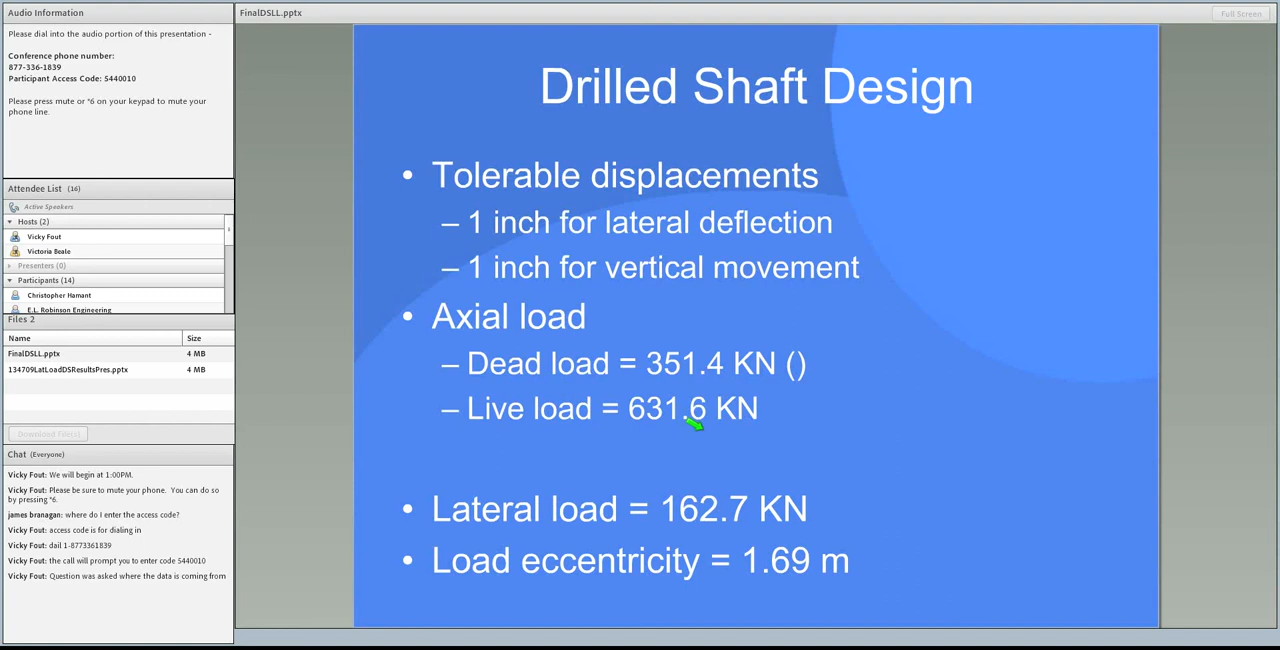 Audio Information
Please dial into the audio portion of this presentation -
Conference phone number:
877-336-1839
Participant Access Code: 5440010
Please press mute or *6 on your keypad to mute your
phone line.
Attendee List (16)
Active Speakers
Hosts (2)
Vicky Fout
Victoria Beale
Presenters (0)
Participants (14)
Christopher Hamant
E.L. Robinson Engineering
Files 2
Name Size
FinalDSLL.pptx 4 MB
134709LatLoadDSResultsPres.pptx 4 MB
Download File(s)
Chat (Everyone)
Vicky Fout: We will begin at 1:00PM.
Vicky Fout: Please be sure to mute your phone. You can do so
by pressing *6.
james branagan: where do I enter the access code?
Vicky Fout: access code is for dialing in
Vicky Fout: dail 1-8773361839
Vicky Fout: the call will prompt you to enter code 5440010
Vicky Fout: Question was asked where the data is coming from
FinalDSLL.pptx
Full Screen
Drilled Shaft Design
• Tolerable displacements
– 1 inch for lateral deflection
– 1 inch for vertical movement
• Axial load
– Dead load = 351.4 KN ()
– Live load = 631.6 KN
• Lateral load = 162.7 KN
• Load eccentricity = 1.69 m